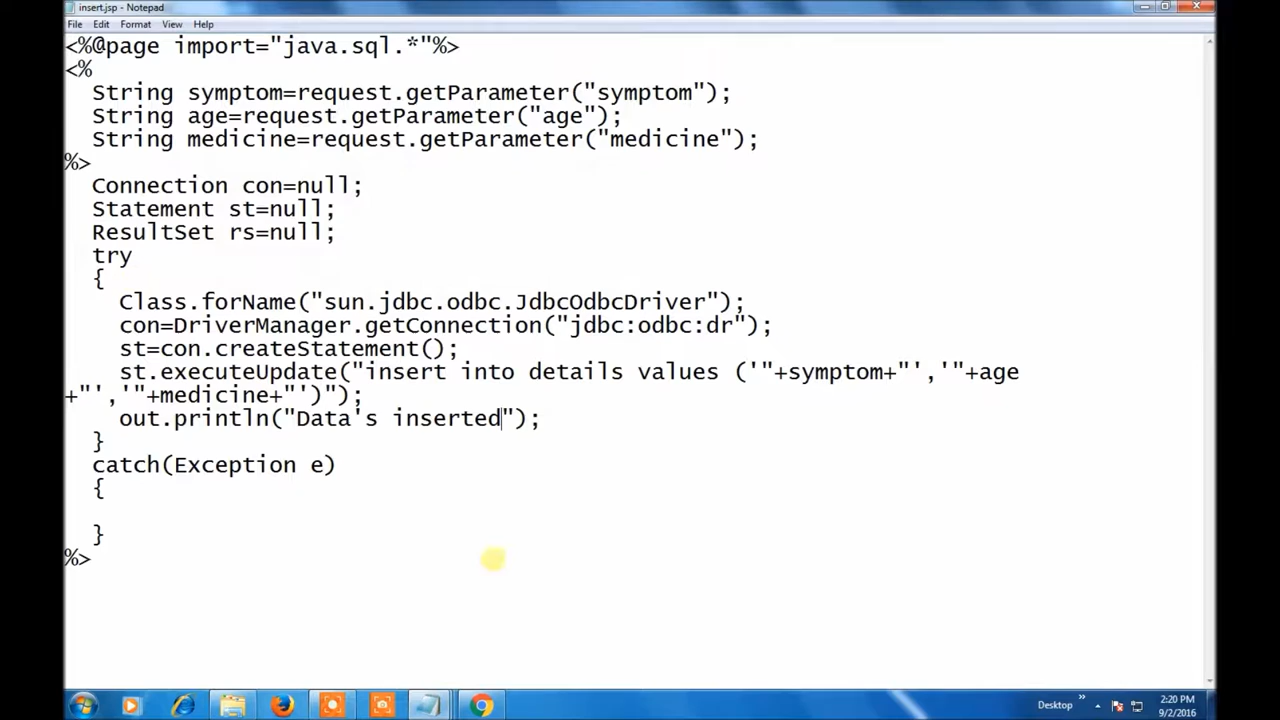 insert.jsp - Notepad
File Edit Format View Help
<%@page import="java.sql.*"%>
<%
  String symptom=request.getParameter("symptom");
  String age=request.getParameter("age");
  String medicine=request.getParameter("medicine");
%>
  Connection con=null;
  Statement st=null;
  ResultSet rs=null;
  try
  {
    Class.forName("sun.jdbc.odbc.JdbcOdbcDriver");
    con=DriverManager.getConnection("jdbc:odbc:dr");
    st=con.createStatement();
    st.executeUpdate("insert into details values ('"+symptom+"','"+age
+"','"+medicine+"')");
    out.println("Data's inserted");
  }
  catch(Exception e)
  {
  }
%>
Desktop
2:20 PM
9/2/2016